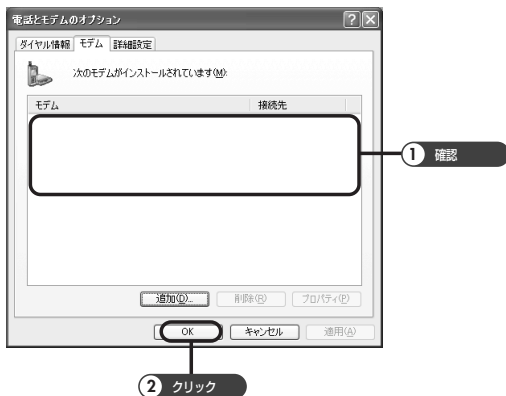 電話とモデムのオプション
ダイヤル情報 モデム 詳細設定
次のモデムがインストールされています(M):
モデム 接続先
1 確認
追加(D)... 削除(R) プロパティ(P)
OK キャンセル 適用(A)
2 クリック